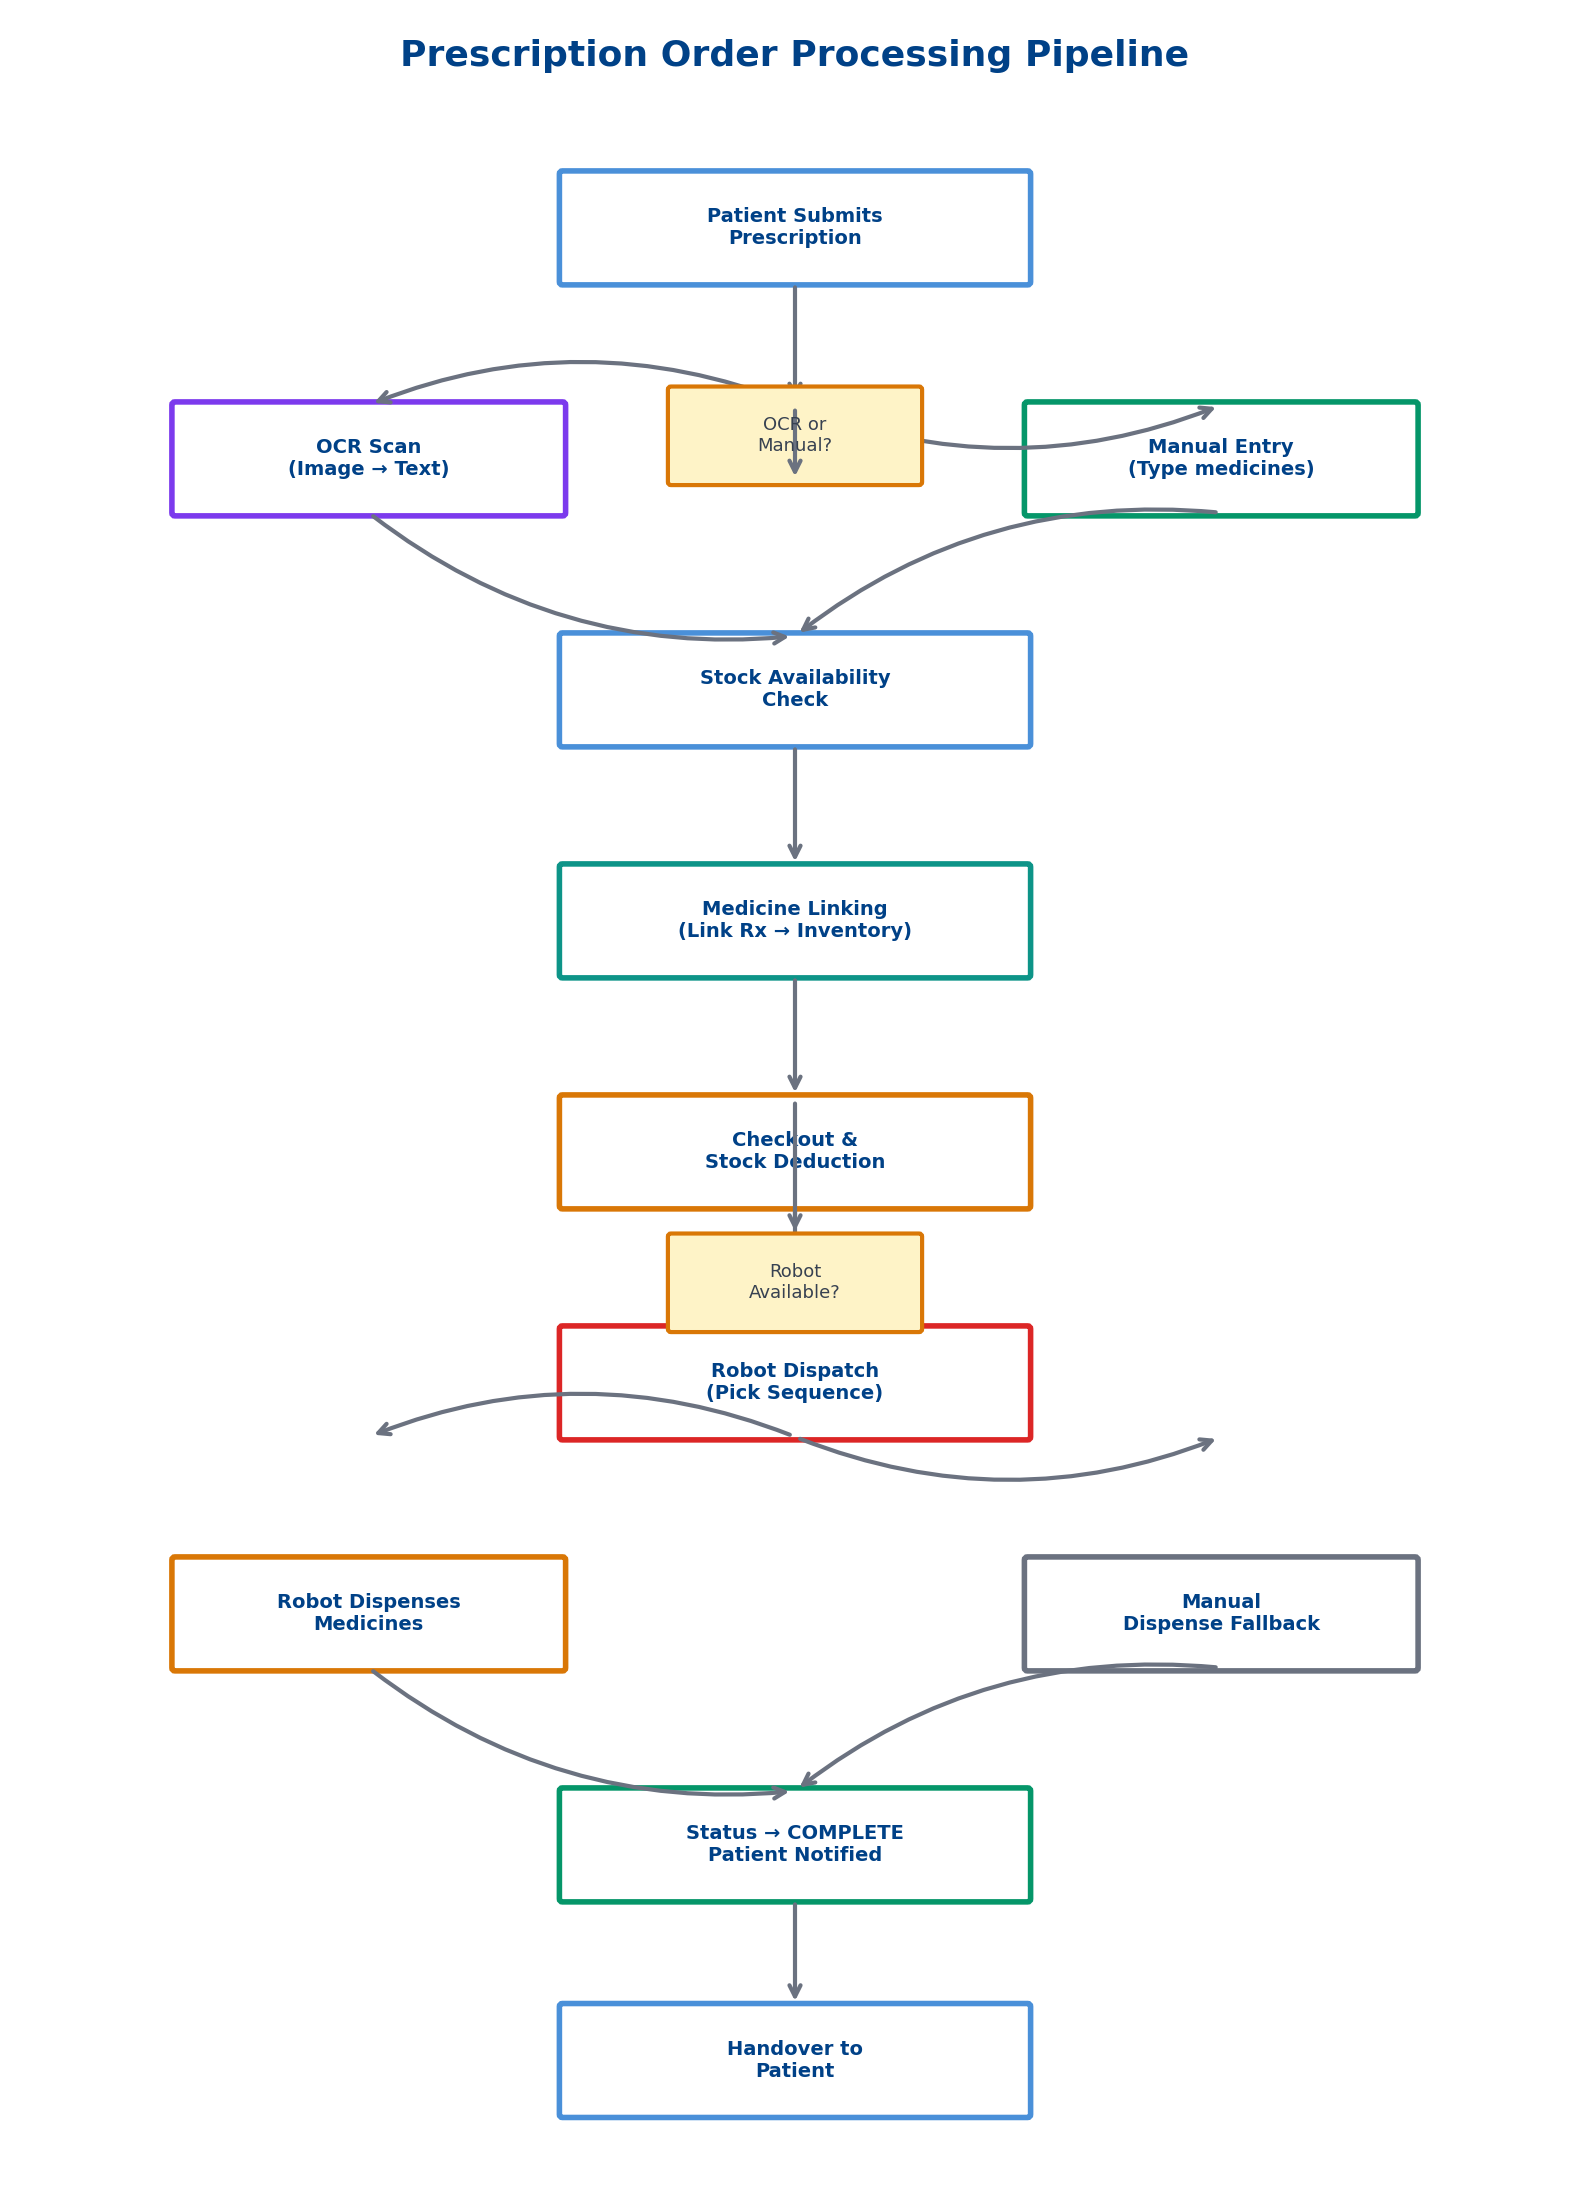 Prescription Order Processing Pipeline
Patient Submits
Prescription
OCR or
Manual?
OCR Scan
(Image → Text)
Manual Entry
(Type medicines)
Stock Availability
Check
Medicine Linking
(Link Rx → Inventory)
Checkout &
Stock Deduction
Robot
Available?
Robot Dispatch
(Pick Sequence)
Robot Dispenses
Medicines
Manual
Dispense Fallback
Status → COMPLETE
Patient Notified
Handover to
Patient